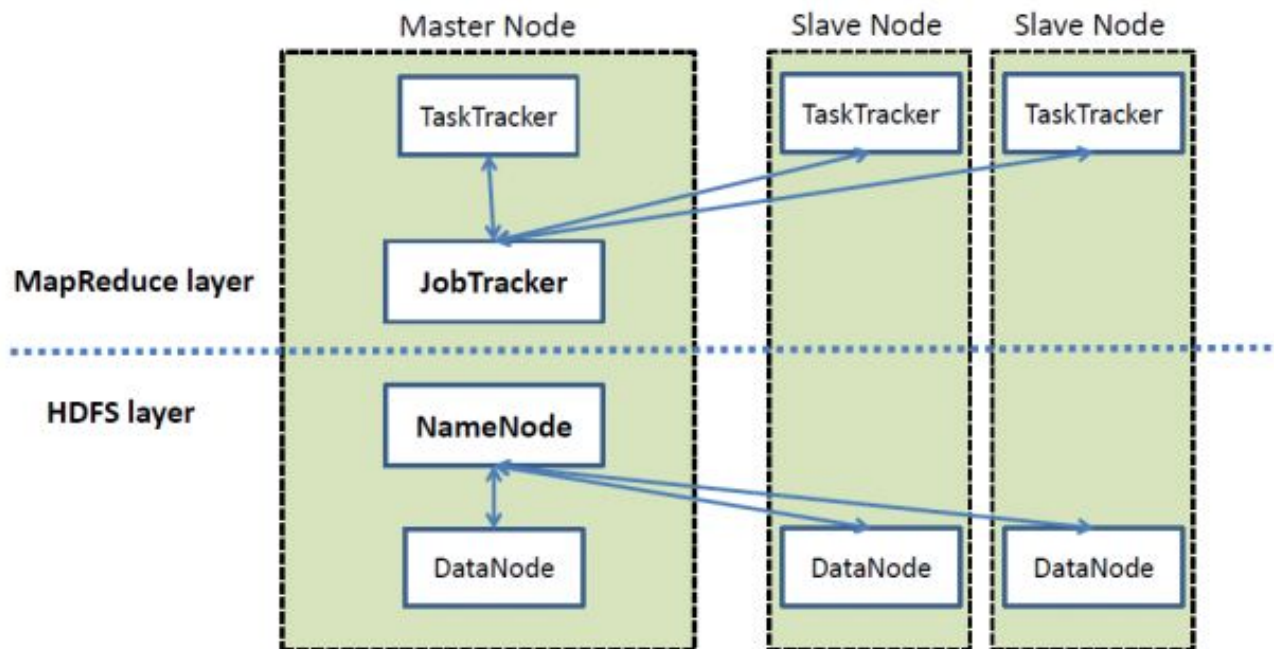 Master Node
Slave Node
Slave Node
TaskTracker
TaskTracker
TaskTracker
JobTracker
MapReduce layer
HDFS layer
NameNode
DataNode
DataNode
DataNode